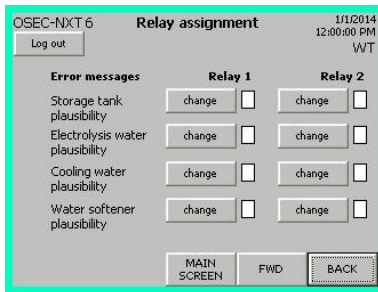 OSEC-NXT 6 Relay assignment 1/1/2014
12:00:00 PM
Log out WT
Error messages Relay 1 Relay 2
Storage tank
plausibility change change
Electrolysis water
plausibility change change
Cooling water
plausibility change change
Water softener
plausibility change change
MAIN
SCREEN FWD BACK